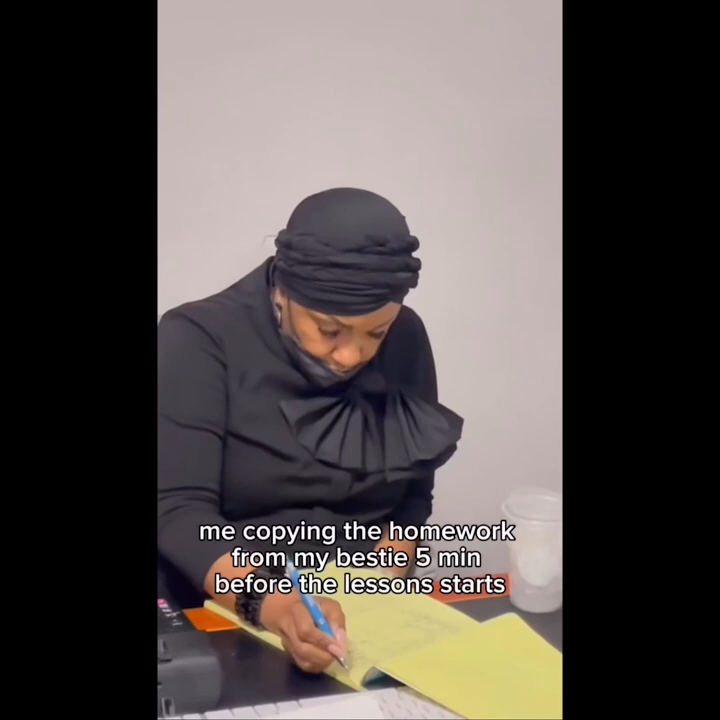 me copying the homework
from my bestie 5 min
before the lessons starts